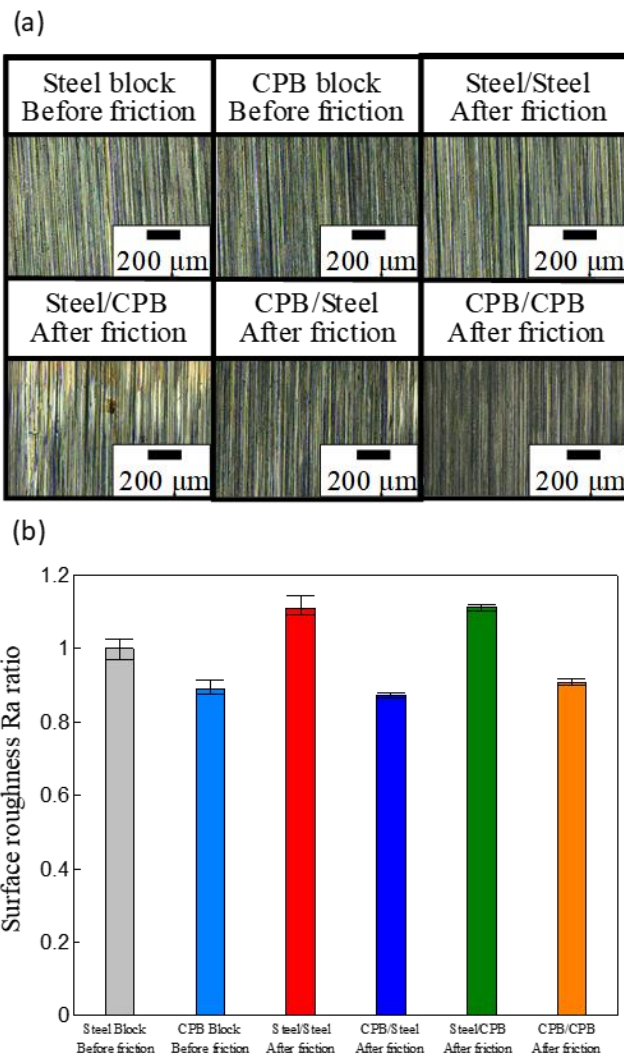 (a)
Steel block
Before friction
CPB block
Before friction
Steel/Steel
After friction
200 μm
200 μm
200 μm
Steel/CPB
After friction
CPB/Steel
After friction
CPB/CPB
After friction
200 μm
200 μm
200 μm
(b)
Surface roughness Ra ratio
1.2
1
0.8
0.6
0.4
0.2
0
Steel Block
Before friction
CPB Block
Before friction
Steel/Steel
After friction
CPB/Steel
After friction
Steel/CPB
After friction
CPB/CPB
After friction